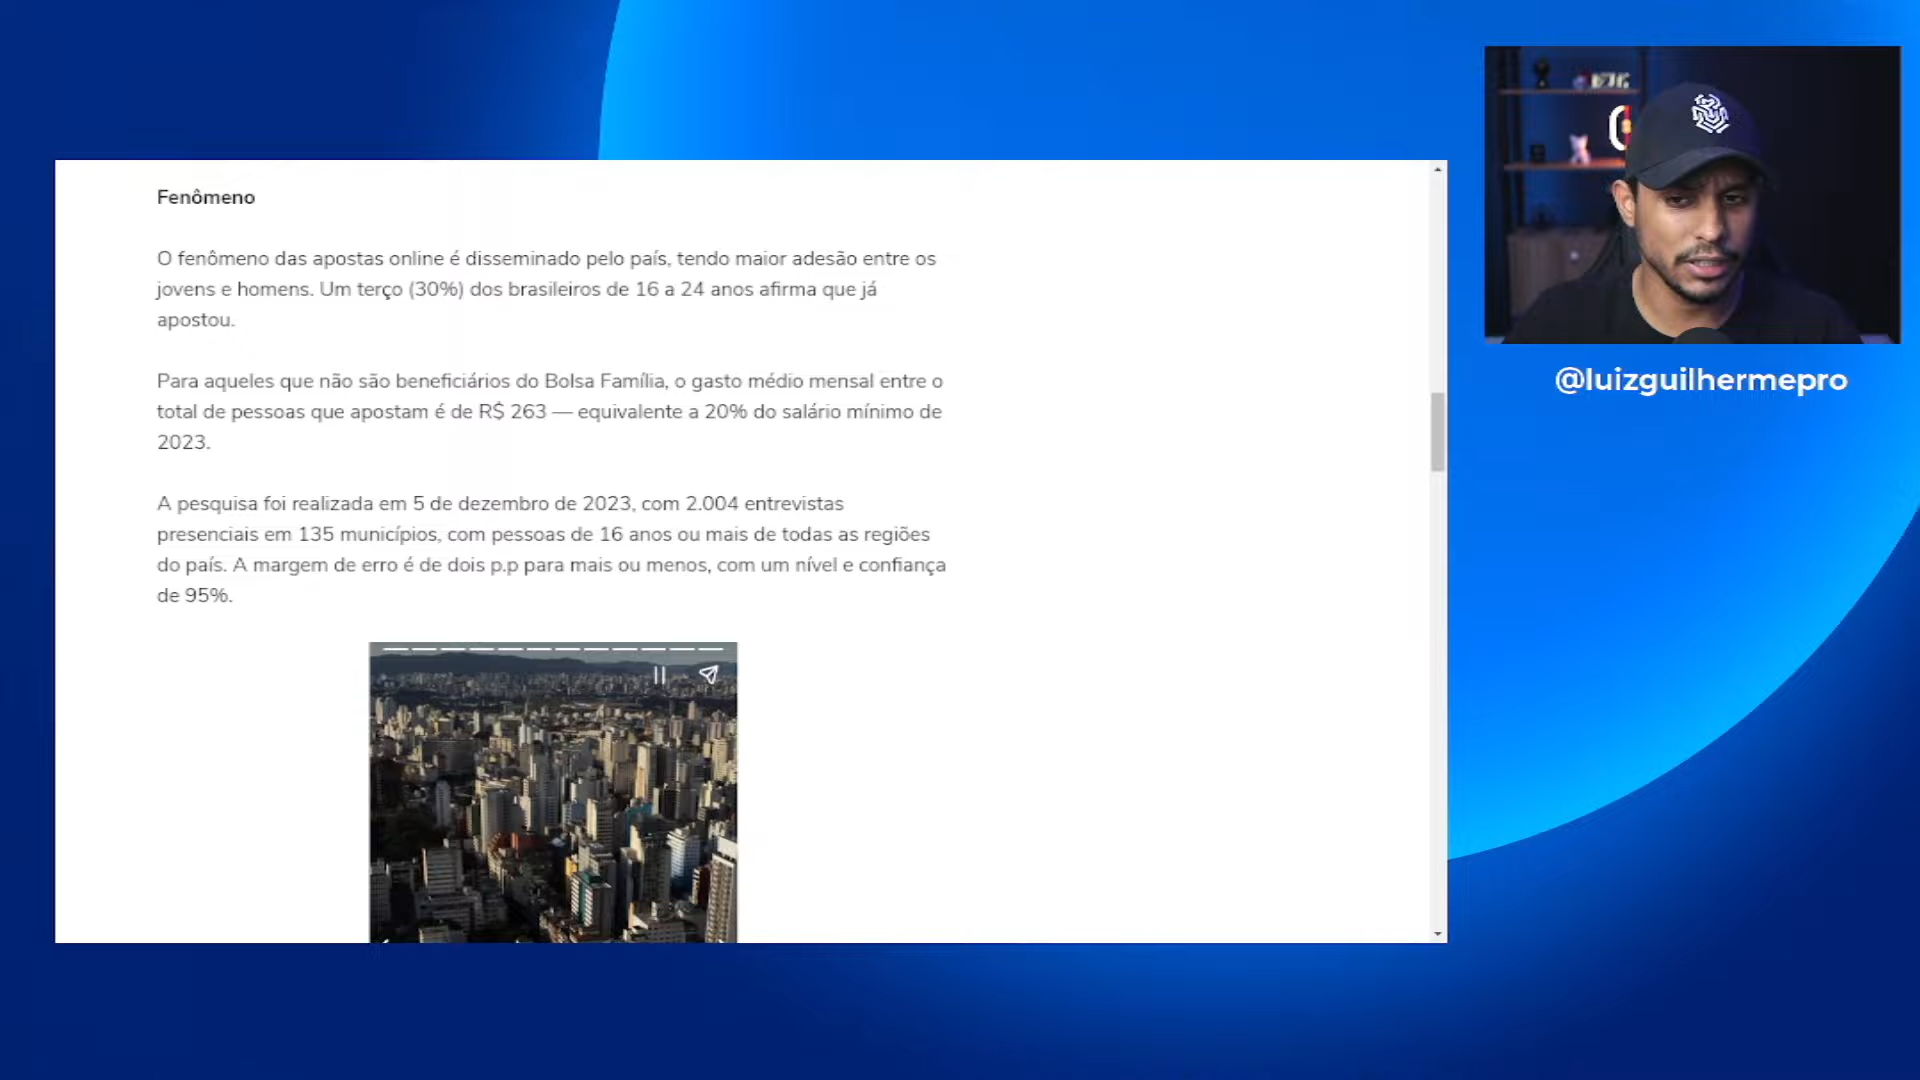 Fenômeno
O fenômeno das apostas online é disseminado pelo país, tendo maior adesão entre os
jovens e homens. Um terço (30%) dos brasileiros de 16 a 24 anos afirma que já
apostou.
Para aqueles que não são beneficiários do Bolsa Família, o gasto médio mensal entre o
total de pessoas que apostam é de R$ 263 — equivalente a 20% do salário mínimo de
2023.
A pesquisa foi realizada em 5 de dezembro de 2023, com 2.004 entrevistas
presenciais em 135 municípios, com pessoas de 16 anos ou mais de todas as regiões
do país. A margem de erro é de dois p.p para mais ou menos, com um nível e confiança
de 95%.
@luizguilhermepro